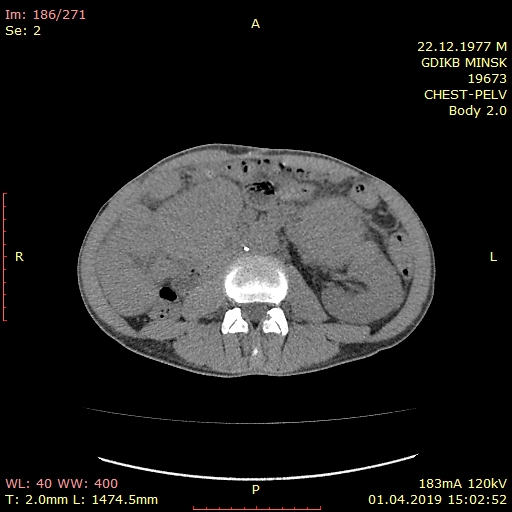 Im: 186/271
Se: 2
A
22.12.1977 M
GDIKB MINSK
19673
CHEST-PELV
Body 2.0
R
L
WL: 40 WW: 400
T: 2.0mm L: 1474.5mm
P
183mA 120kV
01.04.2019 15:02:52